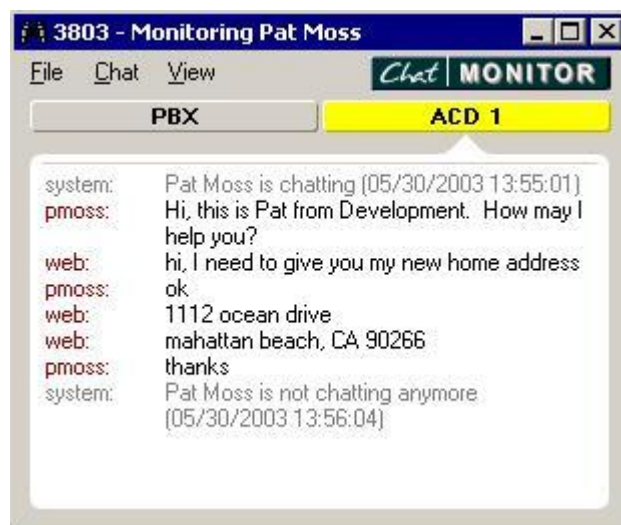 3803 - Monitoring Pat Moss
File Chat View Chat MONITOR
PBX ACD 1
system: Pat Moss is chatting (05/30/2003 13:55:01)
pmoss: Hi, this is Pat from Development. How may I
help you?
web: hi, I need to give you my new home address
pmoss: ok
web: 1112 ocean drive
web: mahattan beach, CA 90266
pmoss: thanks
system: Pat Moss is not chatting anymore
(05/30/2003 13:56:04)